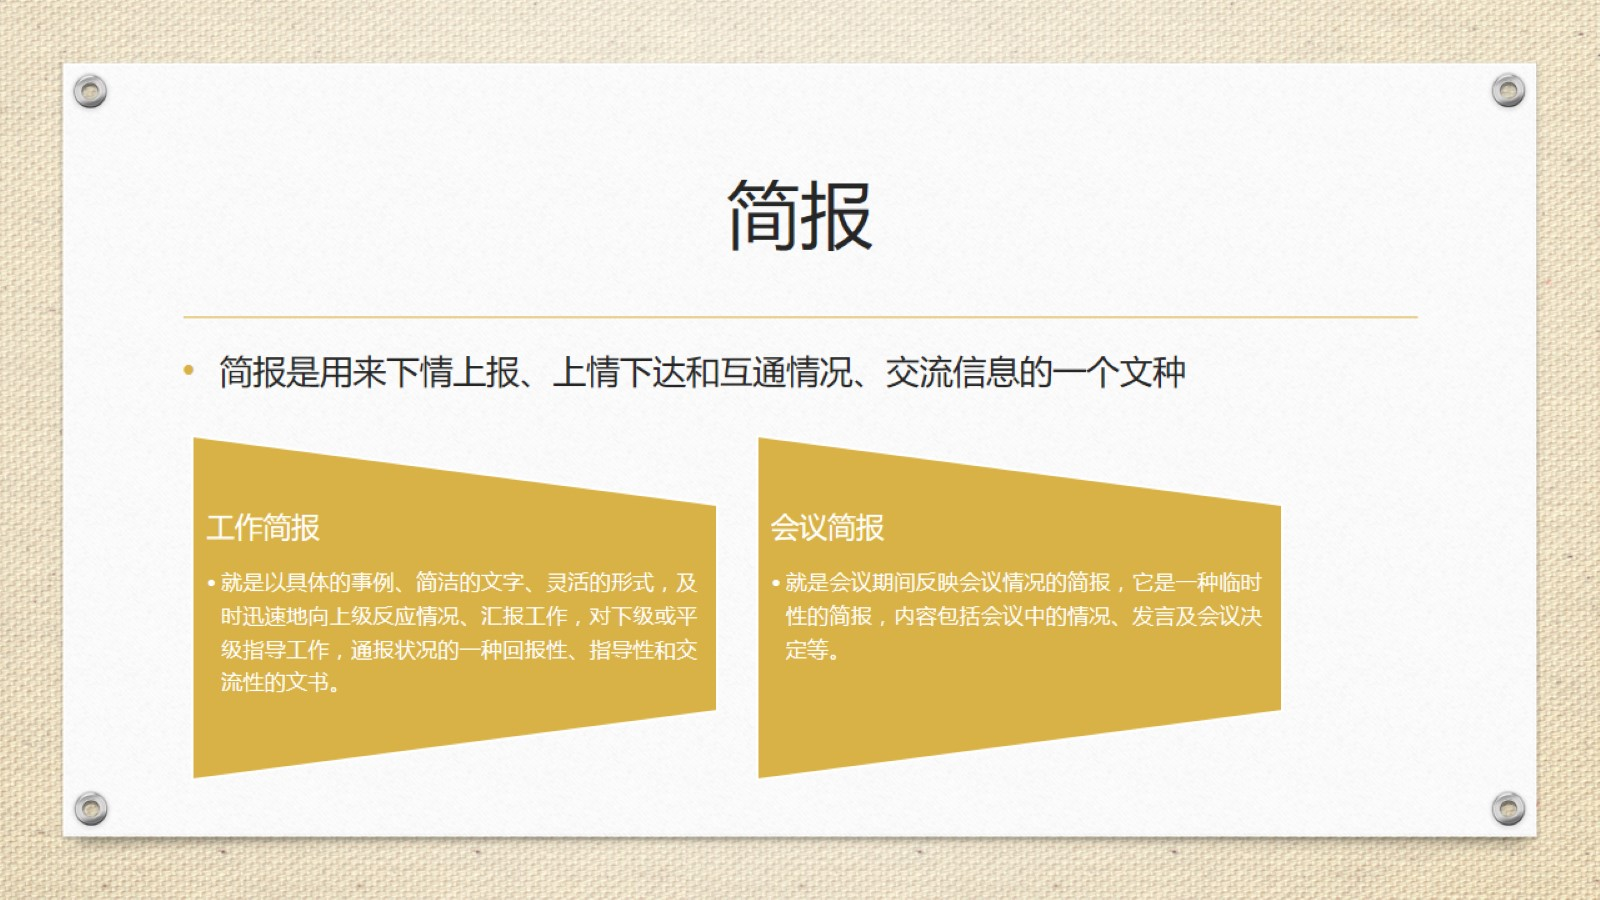 简报
• 简报是用来下情上报、上情下达和互通情况、交流信息的一个文种
工作简报
• 就是以具体的事例、简洁的文字、灵活的形式，及
时迅速地向上级反应情况、汇报工作，对下级或平
级指导工作，通报状况的一种回报性、指导性和交
流性的文书。
会议简报
• 就是会议期间反映会议情况的简报，它是一种临时
性的简报，内容包括会议中的情况、发言及会议决
定等。